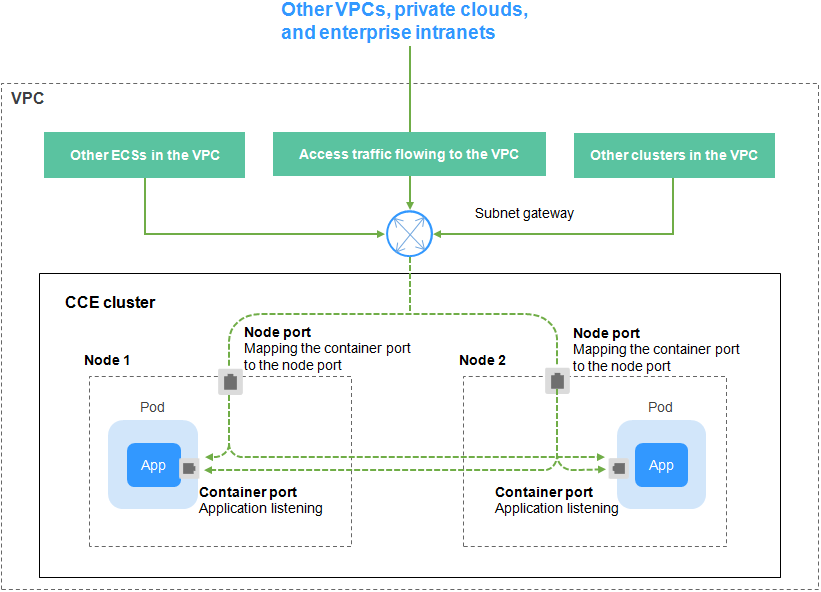 Other VPCs, private clouds,
and enterprise intranets
VPC
Other ECSs in the VPC
Access traffic flowing to the VPC
Other clusters in the VPC
Subnet gateway
CCE cluster
Node port
Mapping the container port
to the node port
Node port
Mapping the container port
to the node port
Node 1
Node 2
Pod
Pod
App
App
Container port
Application listening
Container port
Application listening